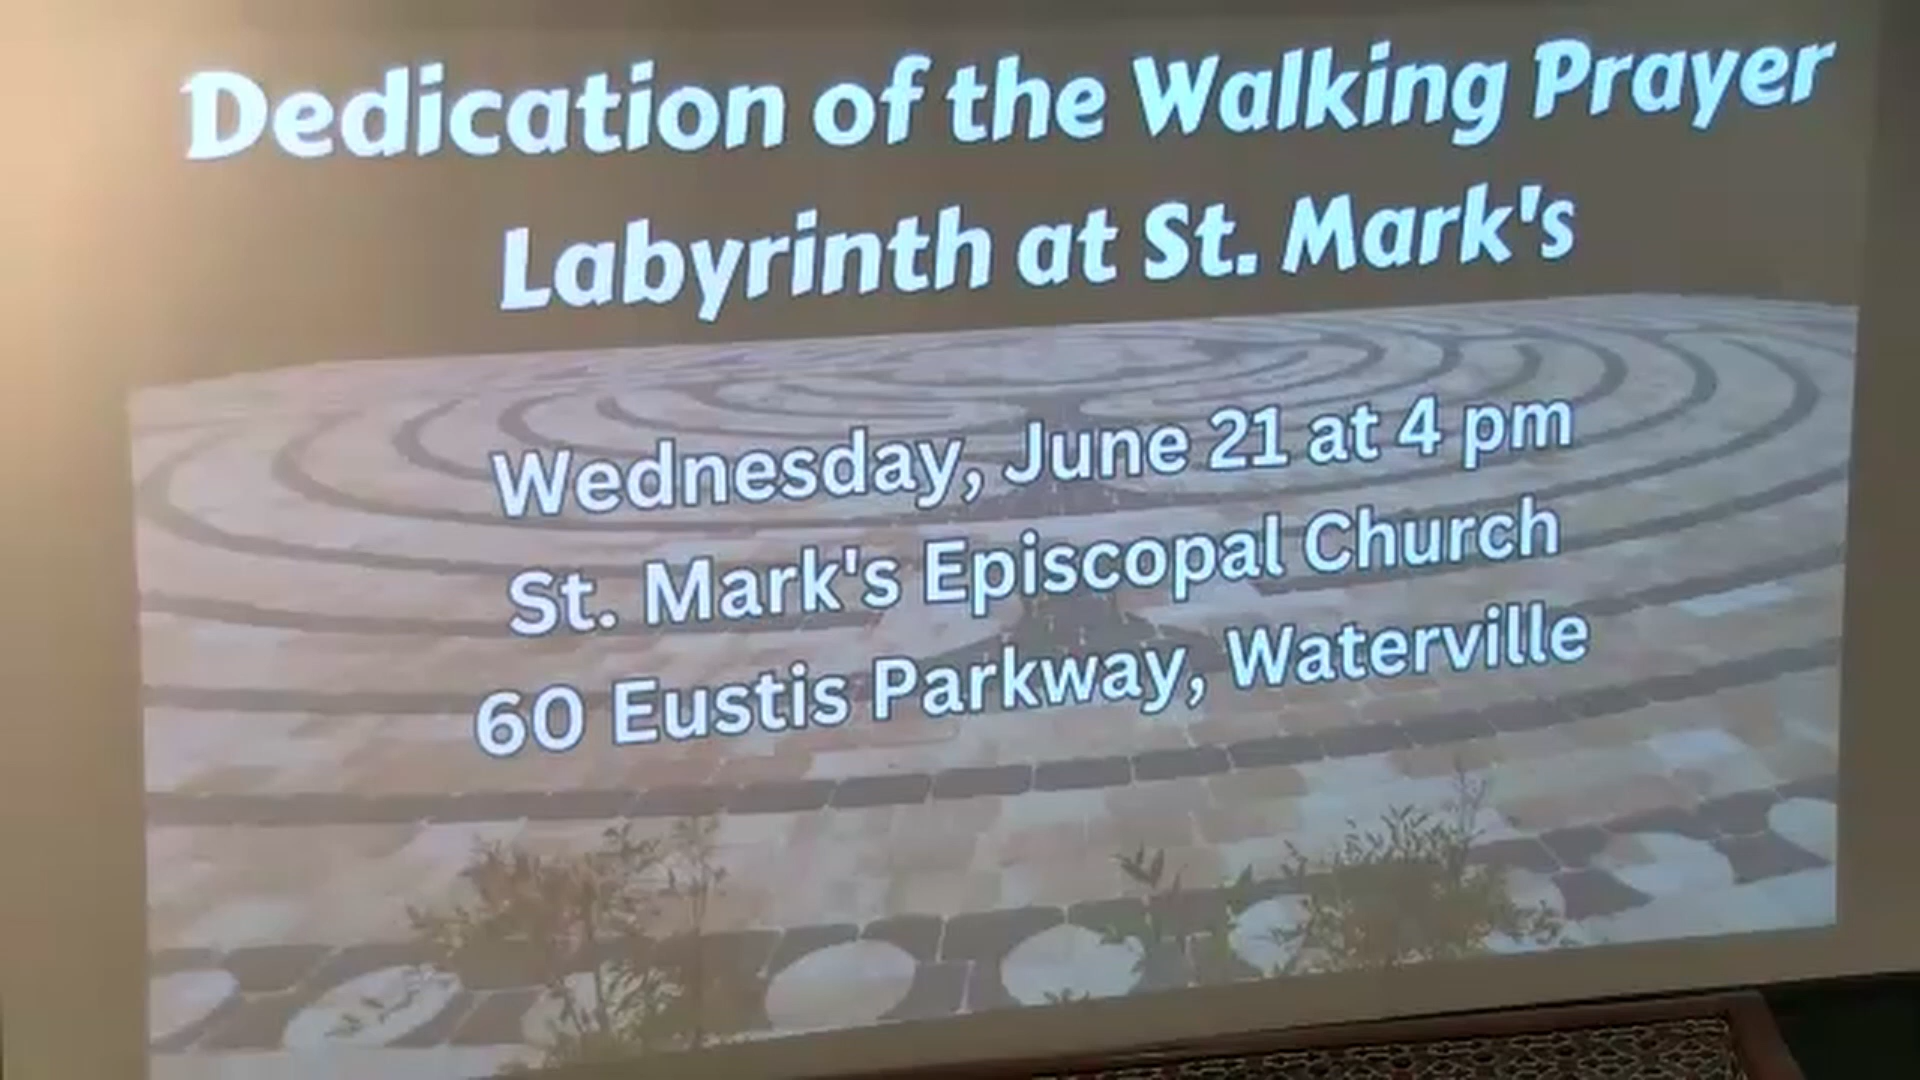 Dedication of the Walking Prayer
Labyrinth at St. Mark's
Wednesday, June 21 at 4 pm
St. Mark's Episcopal Church
60 Eustis Parkway, Waterville